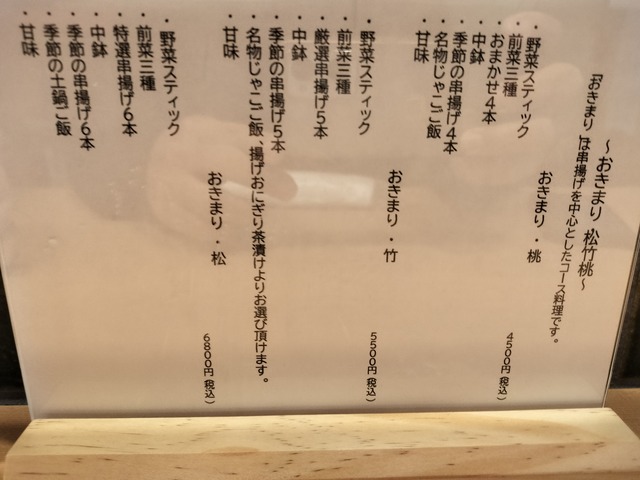 ～おきまり 松竹桃～
「おきまり」は串揚げを中心としたコース料理です。
おきまり・桃 4500円(税込)
・野菜スティック
・前菜三種
・おまかせ4本
・中鉢
・季節の串揚げ4本
・名物じゃこご飯
・甘味
おきまり・竹 5500円(税込)
・野菜スティック
・前菜三種
・厳選串揚げ5本
・中鉢
・季節の串揚げ5本
・名物じゃこご飯、揚げおにぎり茶漬けよりお選び頂けます。
・甘味
おきまり・松 6800円(税込)
・野菜スティック
・前菜三種
・特選串揚げ6本
・中鉢
・季節の串揚げ6本
・季節の土鍋ご飯
・甘味